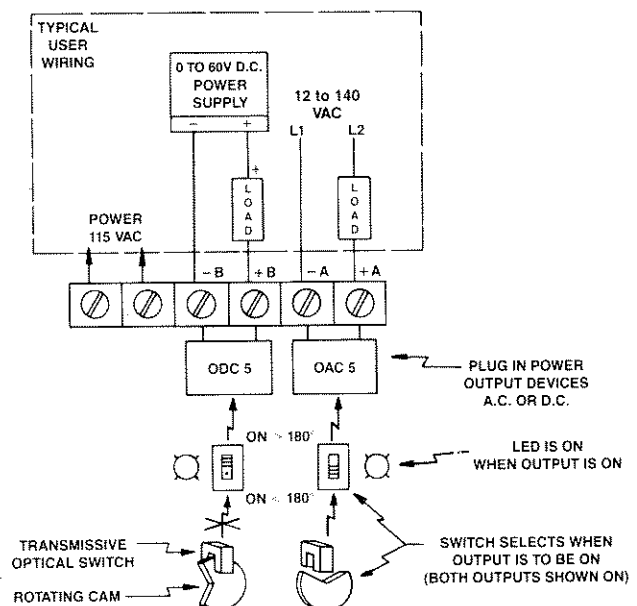 TYPICAL
USER
WIRING
0 TO 60V D.C.
POWER
SUPPLY
- +
12 to 140
VAC
L1 L2
+
LOAD
LOAD
POWER
115 VAC
-B +B -A +A
ODC 5
OAC 5
PLUG IN POWER
OUTPUT DEVICES
A.C. OR D.C.
ON > 180°
LED IS ON
WHEN OUTPUT IS ON
ON < 180°
TRANSMISSIVE
OPTICAL SWITCH
ROTATING CAM
SWITCH SELECTS WHEN
OUTPUT IS TO BE ON
(BOTH OUTPUTS SHOWN ON)